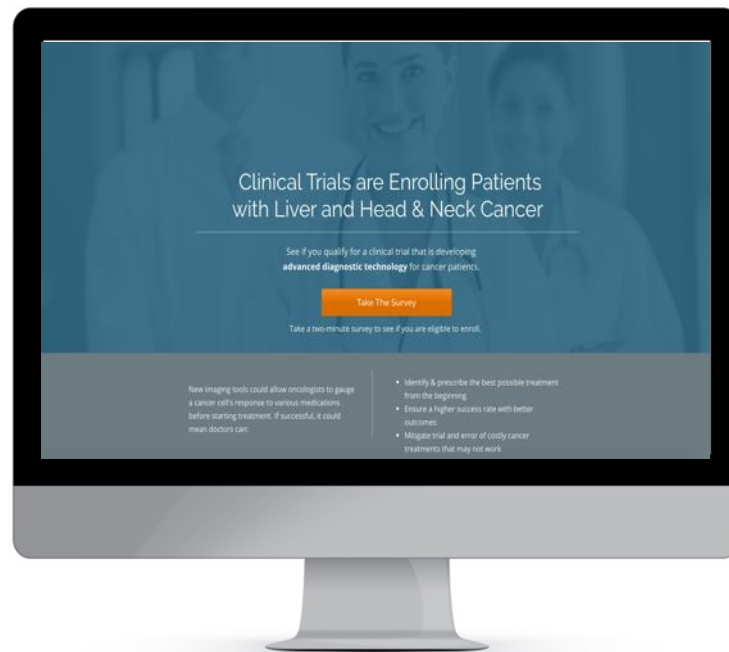 Clinical Trials are Enrolling Patients
with Liver and Head & Neck Cancer
See if you qualify for a clinical trial that is developing
advanced diagnostic technology for cancer patients.
Take The Survey
Take a two-minute survey to see if you are eligible to enroll.
New imaging tools could allow oncologists to gauge
a cancer cell's response to various medications
before starting treatment. If successful, it could
mean doctors can:
• Identify & prescribe the best possible treatment
from the beginning
• Ensure a higher success rate with better
outcomes
• Mitigate trial and error of costly cancer
treatments that may not work